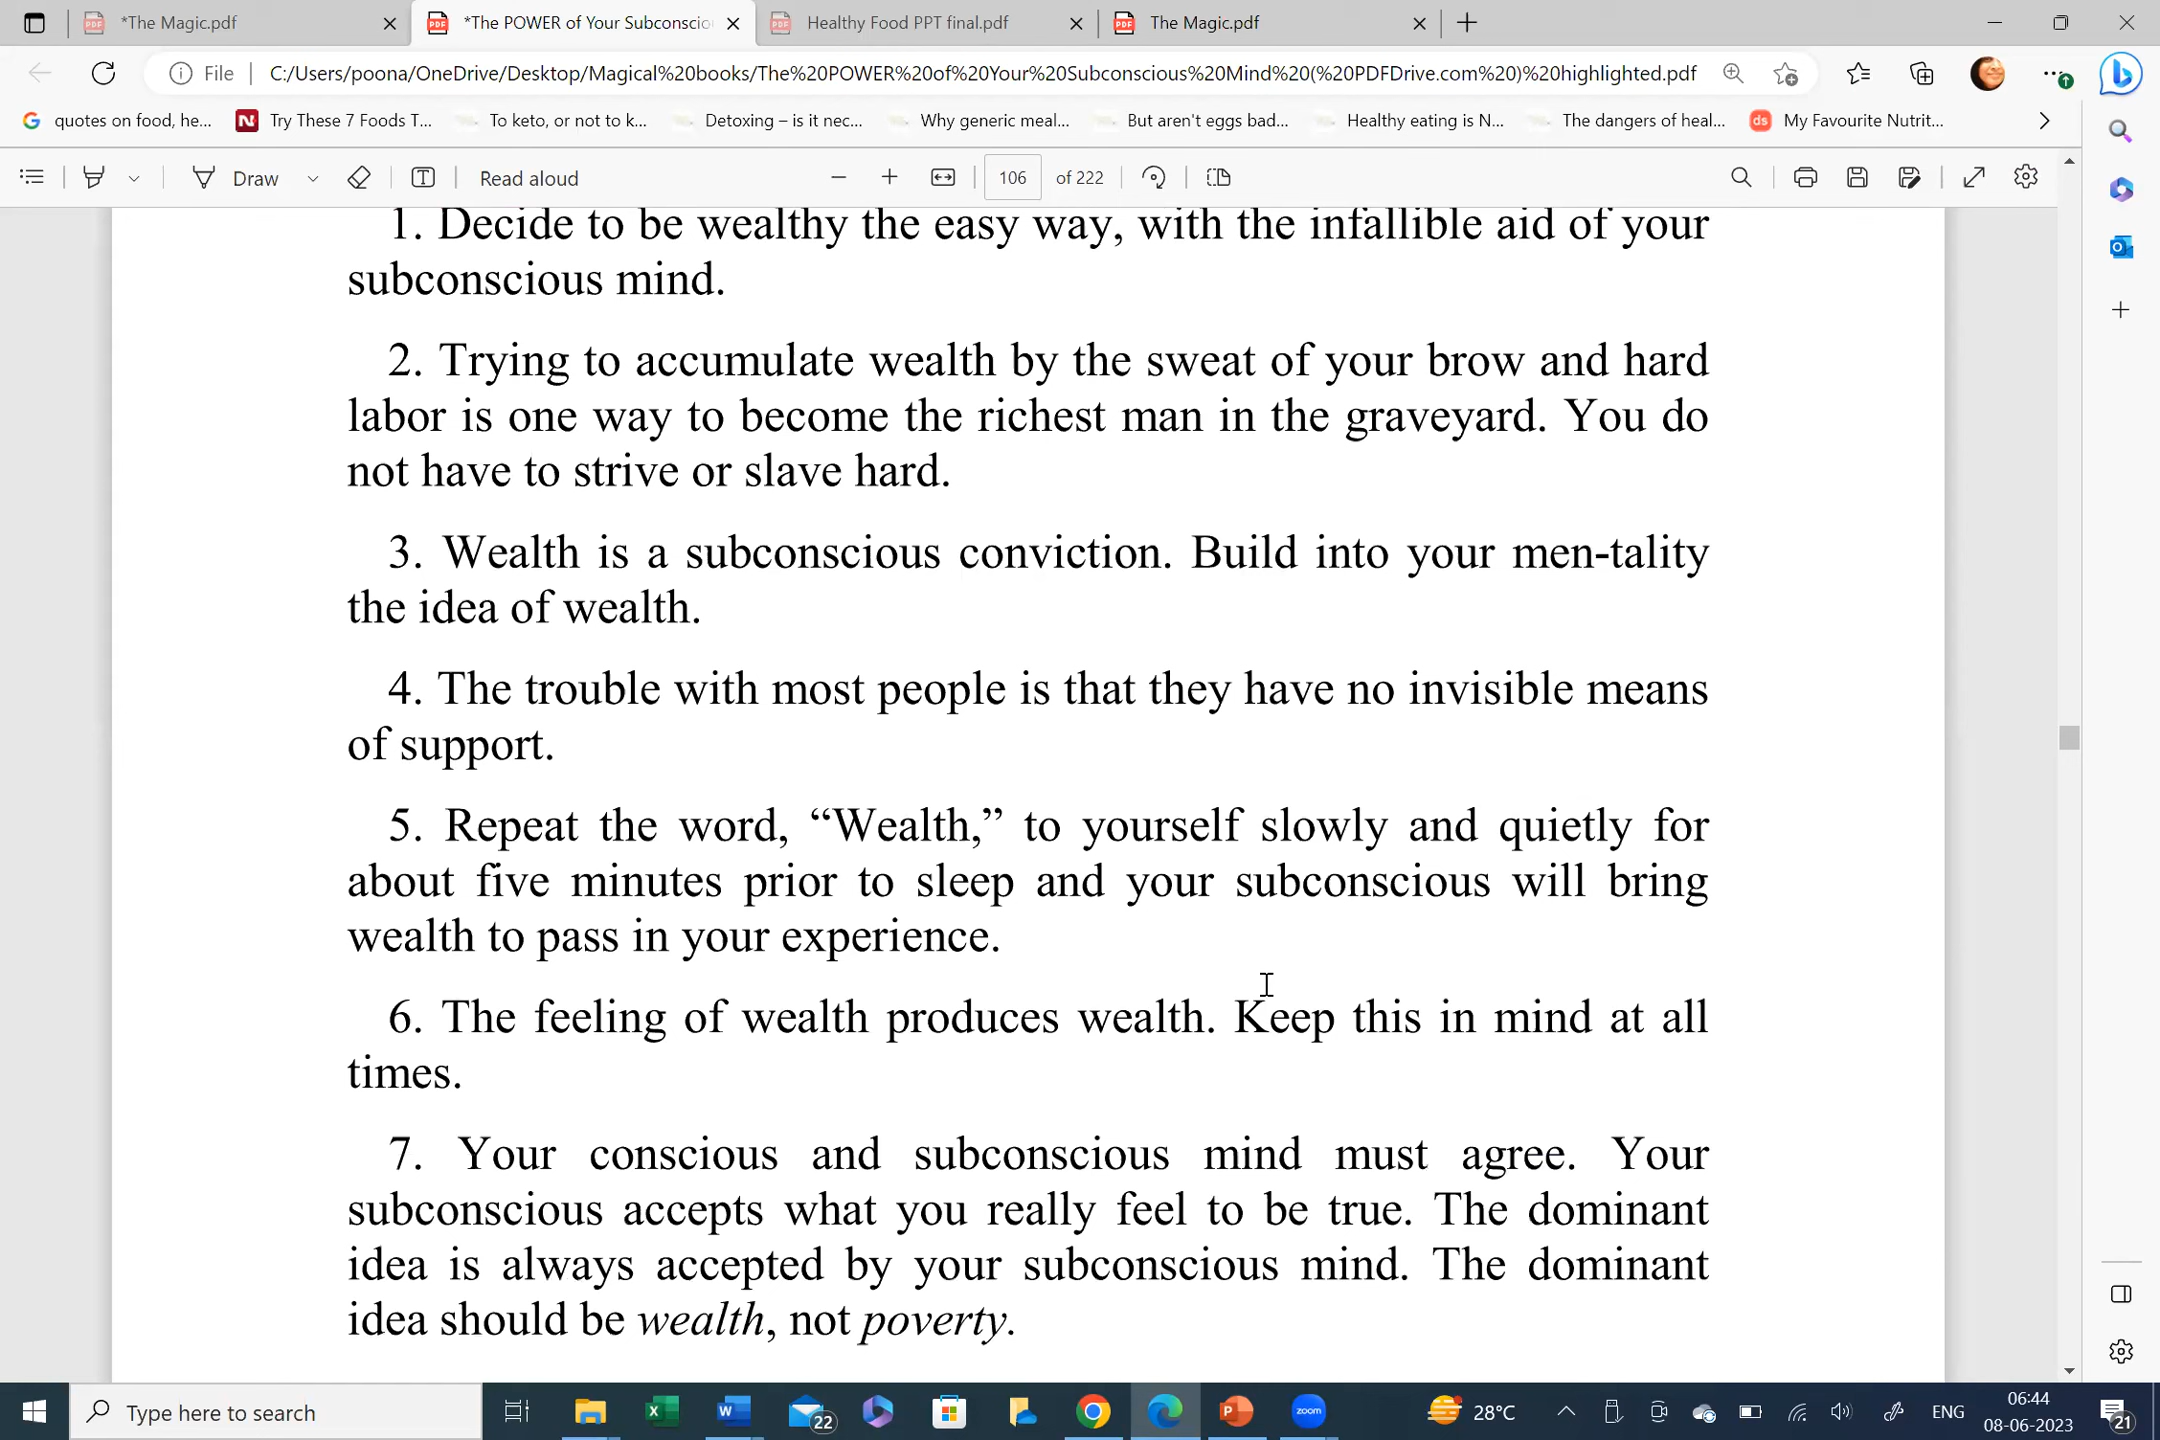 *The Magic.pdf
*The POWER of Your Subconsciou
Healthy Food PPT final.pdf
The Magic.pdf
File
C:/Users/poona/OneDrive/Desktop/Magical%20books/The%20POWER%20of%20Your%20Subconscious%20Mind%20(%20PDFDrive.com%20)%20highlighted.pdf
quotes on food, he...
Try These 7 Foods T...
To keto, or not to k...
Detoxing – is it nec...
Why generic meal...
But aren't eggs bad...
Healthy eating is N...
The dangers of heal...
ds
My Favourite Nutrit...
Draw
Read aloud
106
of 222
1. Decide to be wealthy the easy way, with the infallible aid of your
subconscious mind.
2. Trying to accumulate wealth by the sweat of your brow and hard
labor is one way to become the richest man in the graveyard. You do
not have to strive or slave hard.
3. Wealth is a subconscious conviction. Build into your men-tality
the idea of wealth.
4. The trouble with most people is that they have no invisible means
of support.
5. Repeat the word, “Wealth,” to yourself slowly and quietly for
about five minutes prior to sleep and your subconscious will bring
wealth to pass in your experience.
6. The feeling of wealth produces wealth. Keep this in mind at all
times.
7. Your conscious and subconscious mind must agree. Your
subconscious accepts what you really feel to be true. The dominant
idea is always accepted by your subconscious mind. The dominant
idea should be wealth, not poverty.
Type here to search
22
zoom
28°C
ENG
06:44
08-06-2023
21